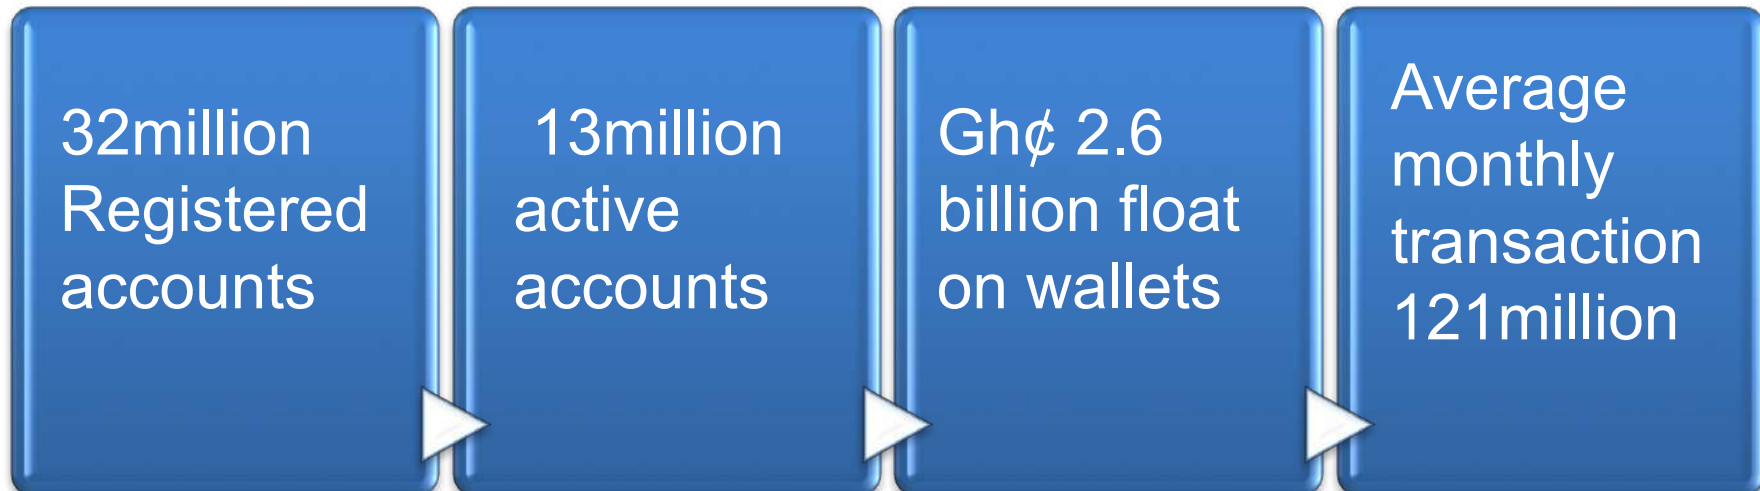 32million
Registered
accounts
13million
active
accounts
Gh₵ 2.6
billion float
on wallets
Average
monthly
transaction
121million